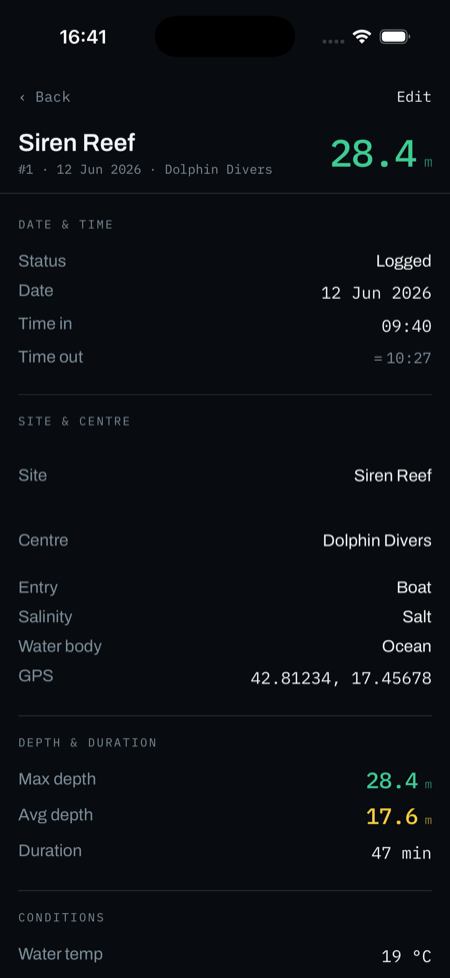 16:41
‹ Back Edit
Siren Reef 28.4 m
#1 · 12 Jun 2026 · Dolphin Divers
DATE & TIME
Status Logged
Date 12 Jun 2026
Time in 09:40
Time out =10:27
SITE & CENTRE
Site Siren Reef
Centre Dolphin Divers
Entry Boat
Salinity Salt
Water body Ocean
GPS 42.81234, 17.45678
DEPTH & DURATION
Max depth 28.4 m
Avg depth 17.6 m
Duration 47 min
CONDITIONS
Water temp 19 °C